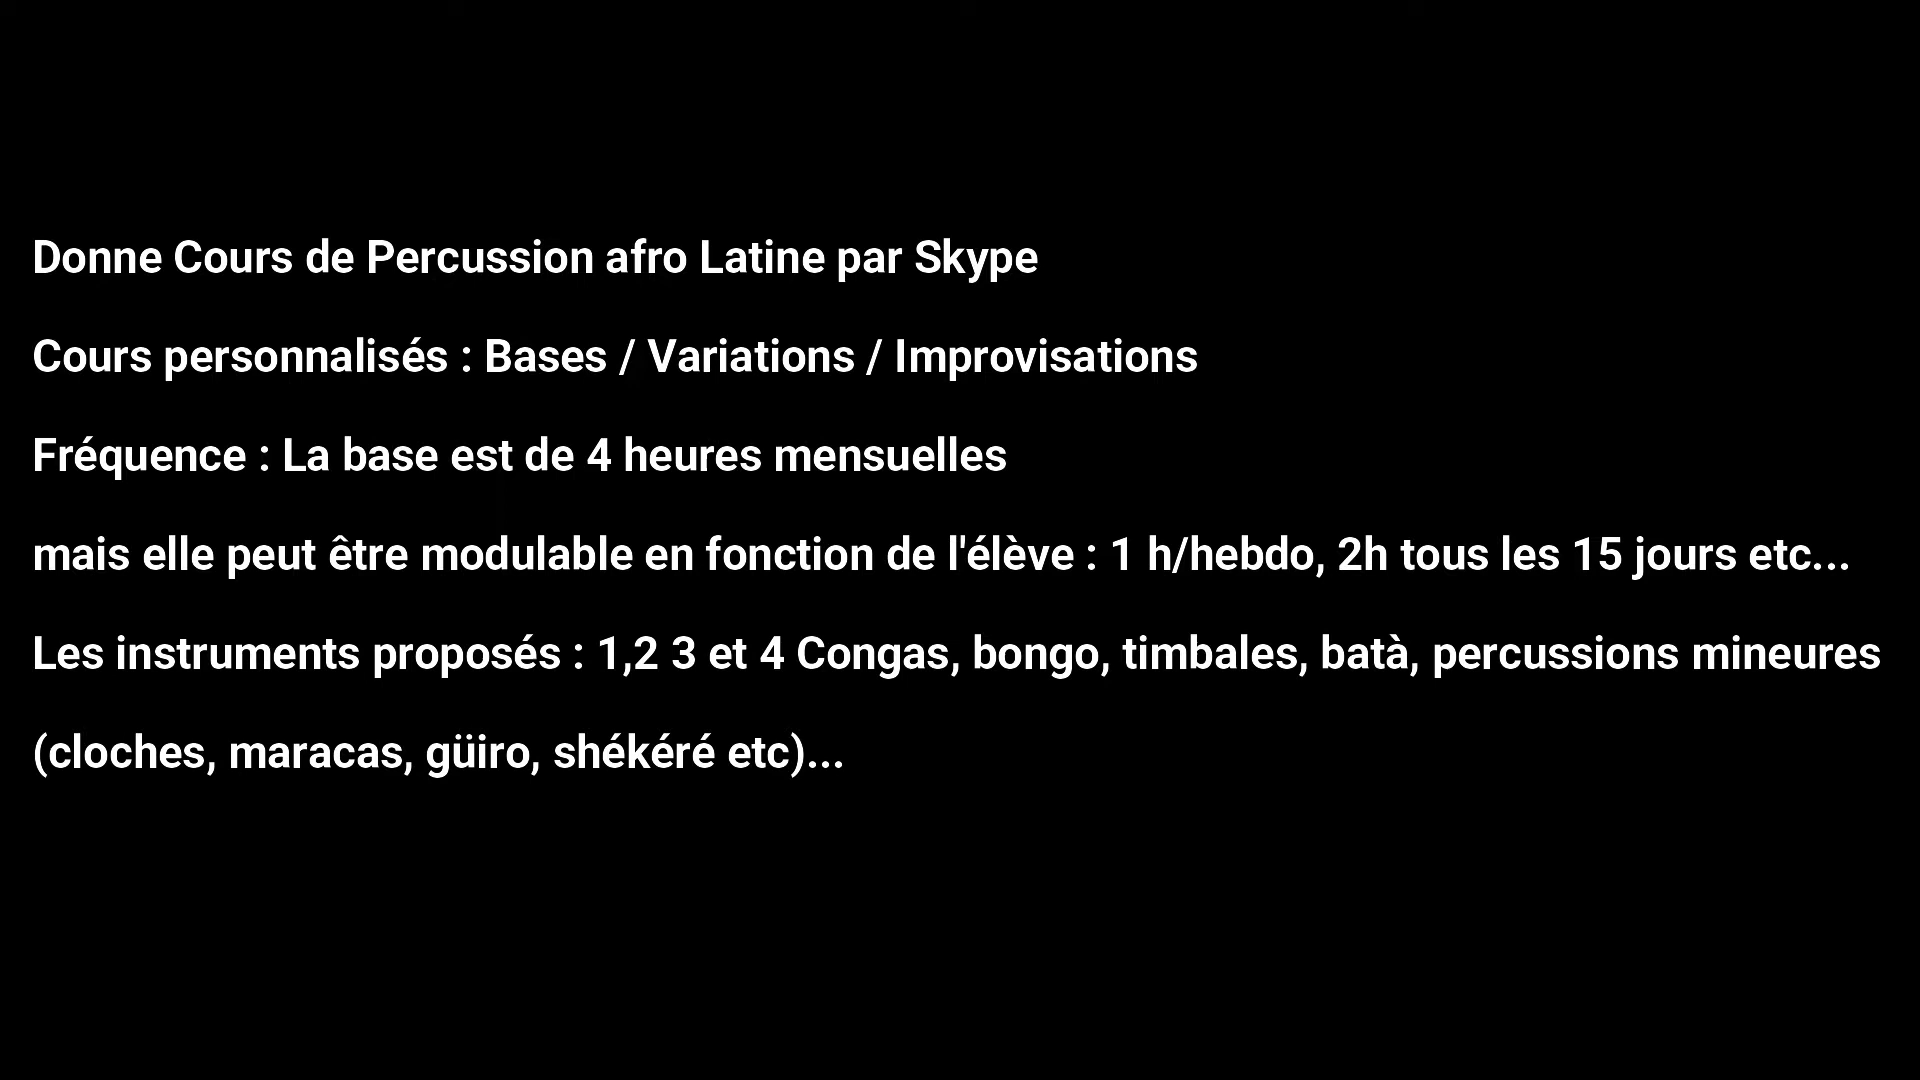 Donne Cours de Percussion afro Latine par Skype
Cours personnalisés : Bases / Variations / Improvisations
Fréquence : La base est de 4 heures mensuelles
mais elle peut être modulable en fonction de l'élève : 1 h/hebdo, 2h tous les 15 jours etc...
Les instruments proposés : 1,2 3 et 4 Congas, bongo, timbales, batà, percussions mineures
(cloches, maracas, güiro, shékéré etc)...